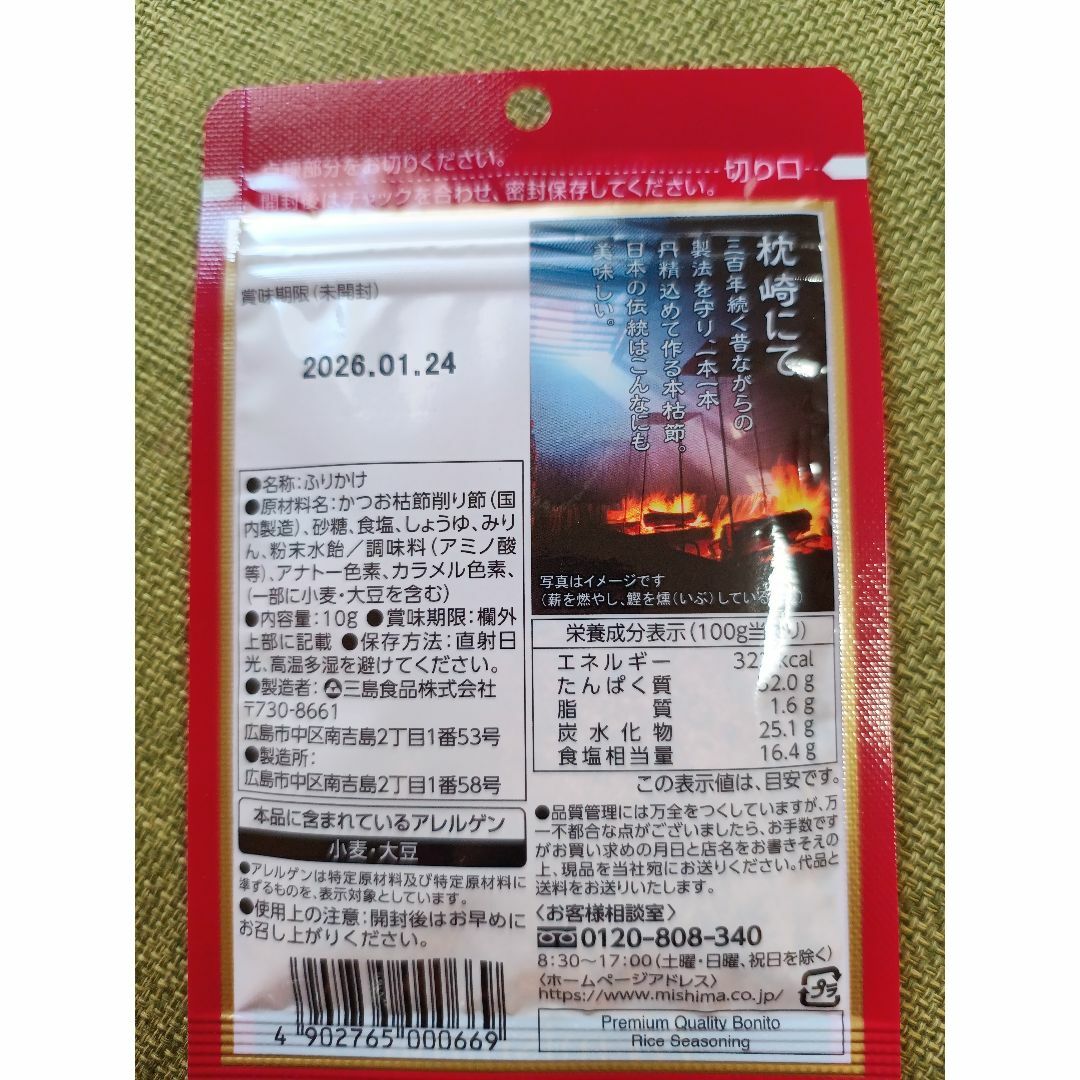 点線部分をお切りください。
切り口
開封後はチャックを合わせ、密封保存してください。
賞味期限(未開封)
2026.01.24
枕崎にて
三百年続く昔ながらの
製法を守り、一本一本
丹精込めて作る本枯節。
日本の伝統はこんなにも
美味しい。
写真はイメージです
(薪を燃やし、鰹を燻(いぶ)している
●名称:ふりかけ
●原材料名:かつお枯節削り節(国
内製造)、砂糖、食塩、しょうゆ、みり
ん、粉末水飴/調味料(アミノ酸
等)、アナトー色素、カラメル色素、
(一部に小麦・大豆を含む)
●内容量:10g ●賞味期限:欄外
上部に記載 ●保存方法:直射日
光、高温多湿を避けてください。
●製造者:三島食品株式会社
〒730-8661
広島市中区南吉島2丁目1番53号
●製造所:
広島市中区南吉島2丁目1番58号
本品に含まれているアレルゲン
小麦・大豆
●アレルゲンは特定原材料及び特定原材料に
準ずるものを、表示対象としています。
●使用上の注意:開封後はお早めに
お召し上がりください。
4 902765 000669
栄養成分表示(100g当たり)
エネルギー kcal
たんぱく質 2.0g
脂質 1.6g
炭水化物 25.1g
食塩相当量 16.4g
この表示値は、目安です。
●品質管理には万全をつくしていますが、万
一不都合な点がございましたら、お手数です
がお買い求めの月日と店名をお書きそえの
上、現品を当社宛にお送りください。代品と
送料をお送りいたします。
〈お客様相談室〉
0120-808-340
8:30〜17:00(土曜・日曜、祝日を除く)
〈ホームページアドレス〉
https://www.mishima.co.jp/
プラ
Premium Quality Bonito
Rice Seasoning